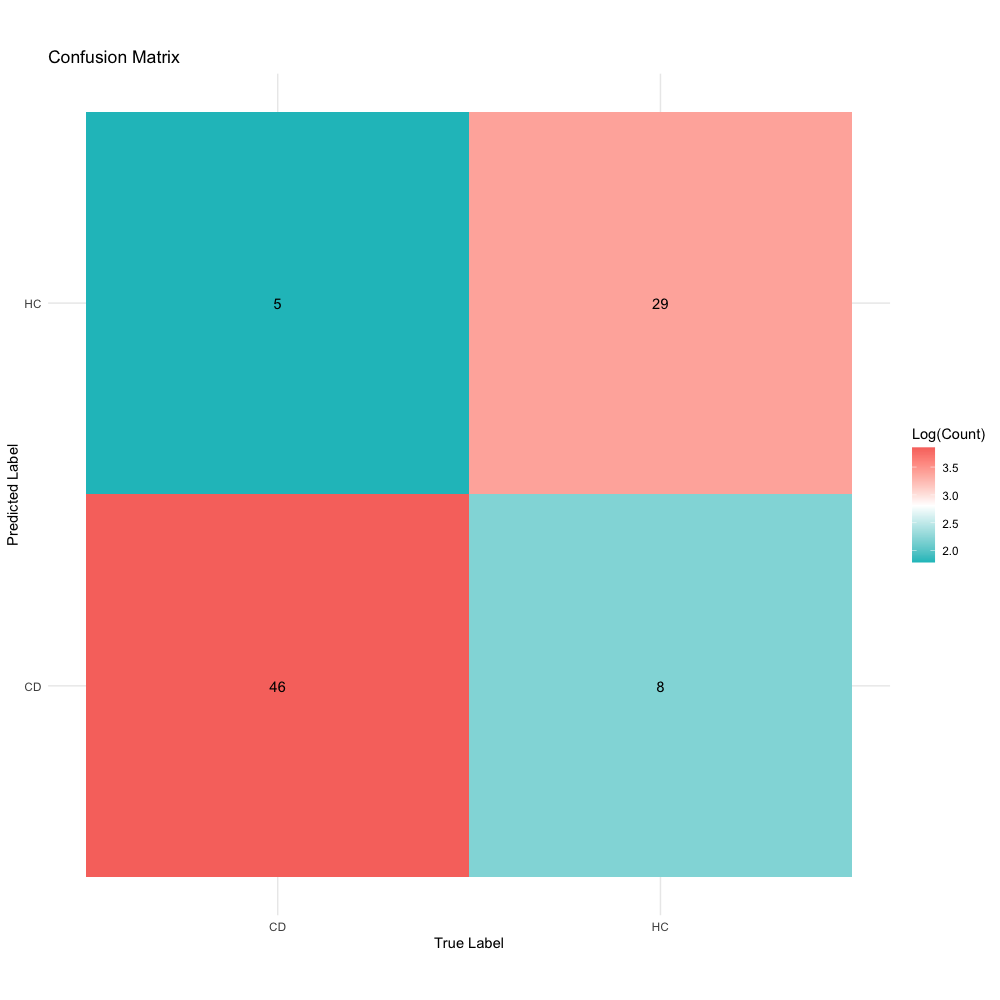 Confusion Matrix
HC
5
29
Predicted Label
Log(Count)
3.5
3.0
2.5
2.0
CD
46
8
CD
HC
True Label